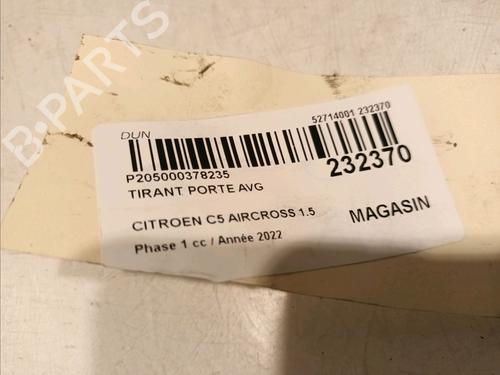 B-PARTS
DUN
52714001 232370
P205000378235
232370
TIRANT PORTE AVG
CITROEN C5 AIRCROSS 1.5
MAGASIN
Phase 1 cc / Année 2022